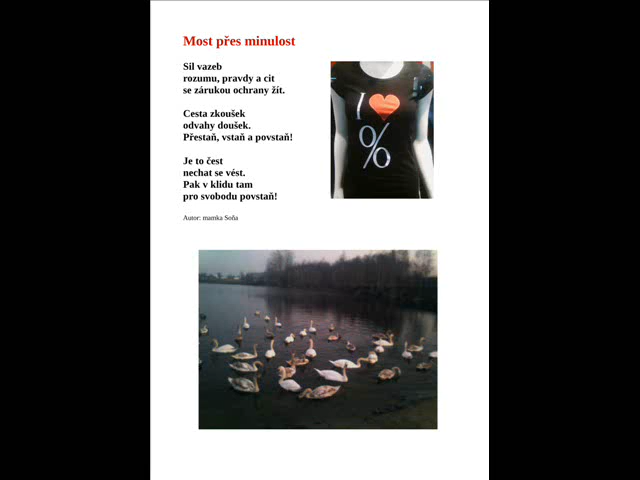 Most přes minulost
Sil vazeb
rozumu, pravdy a cit
se zárukou ochrany žít.
Cesta zkoušek
odvahy doušek.
Přestaň, vstaň a povstaň!
Je to čest
nechat se vést.
Pak v klidu tam
pro svobodu povstaň!
Autor: mamka Soňa
I
%